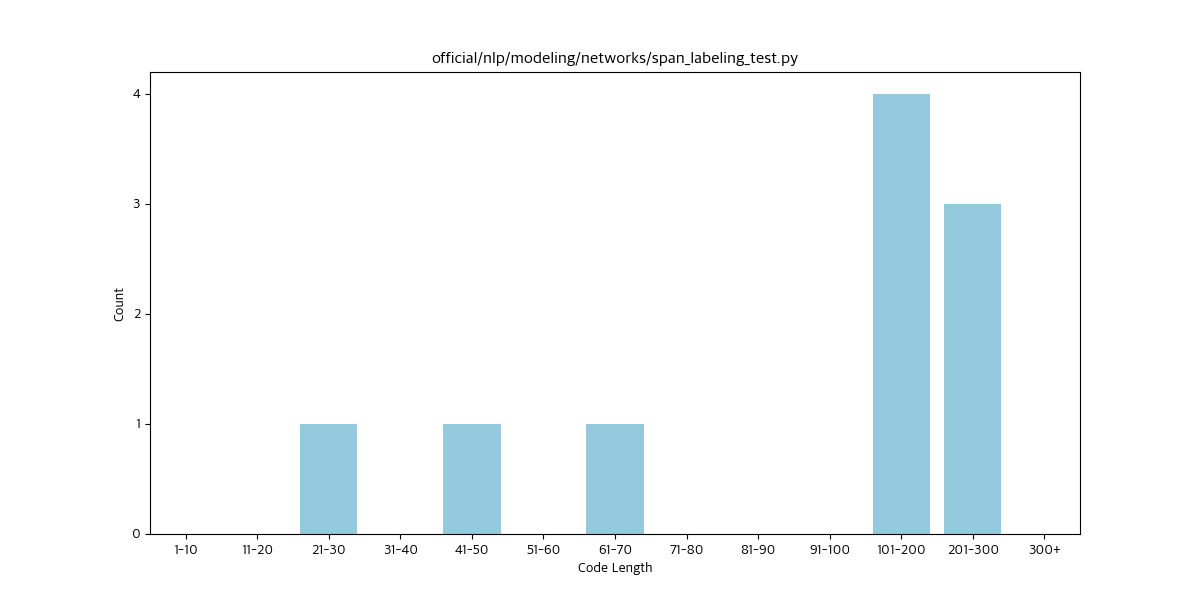 official/nlp/modeling/networks/span_labeling_test.py
4
3
2
1
0
Count
1-10 11-20 21-30 31-40 41-50 51-60 61-70 71-80 81-90 91-100 101-200 201-300 300+
Code Length